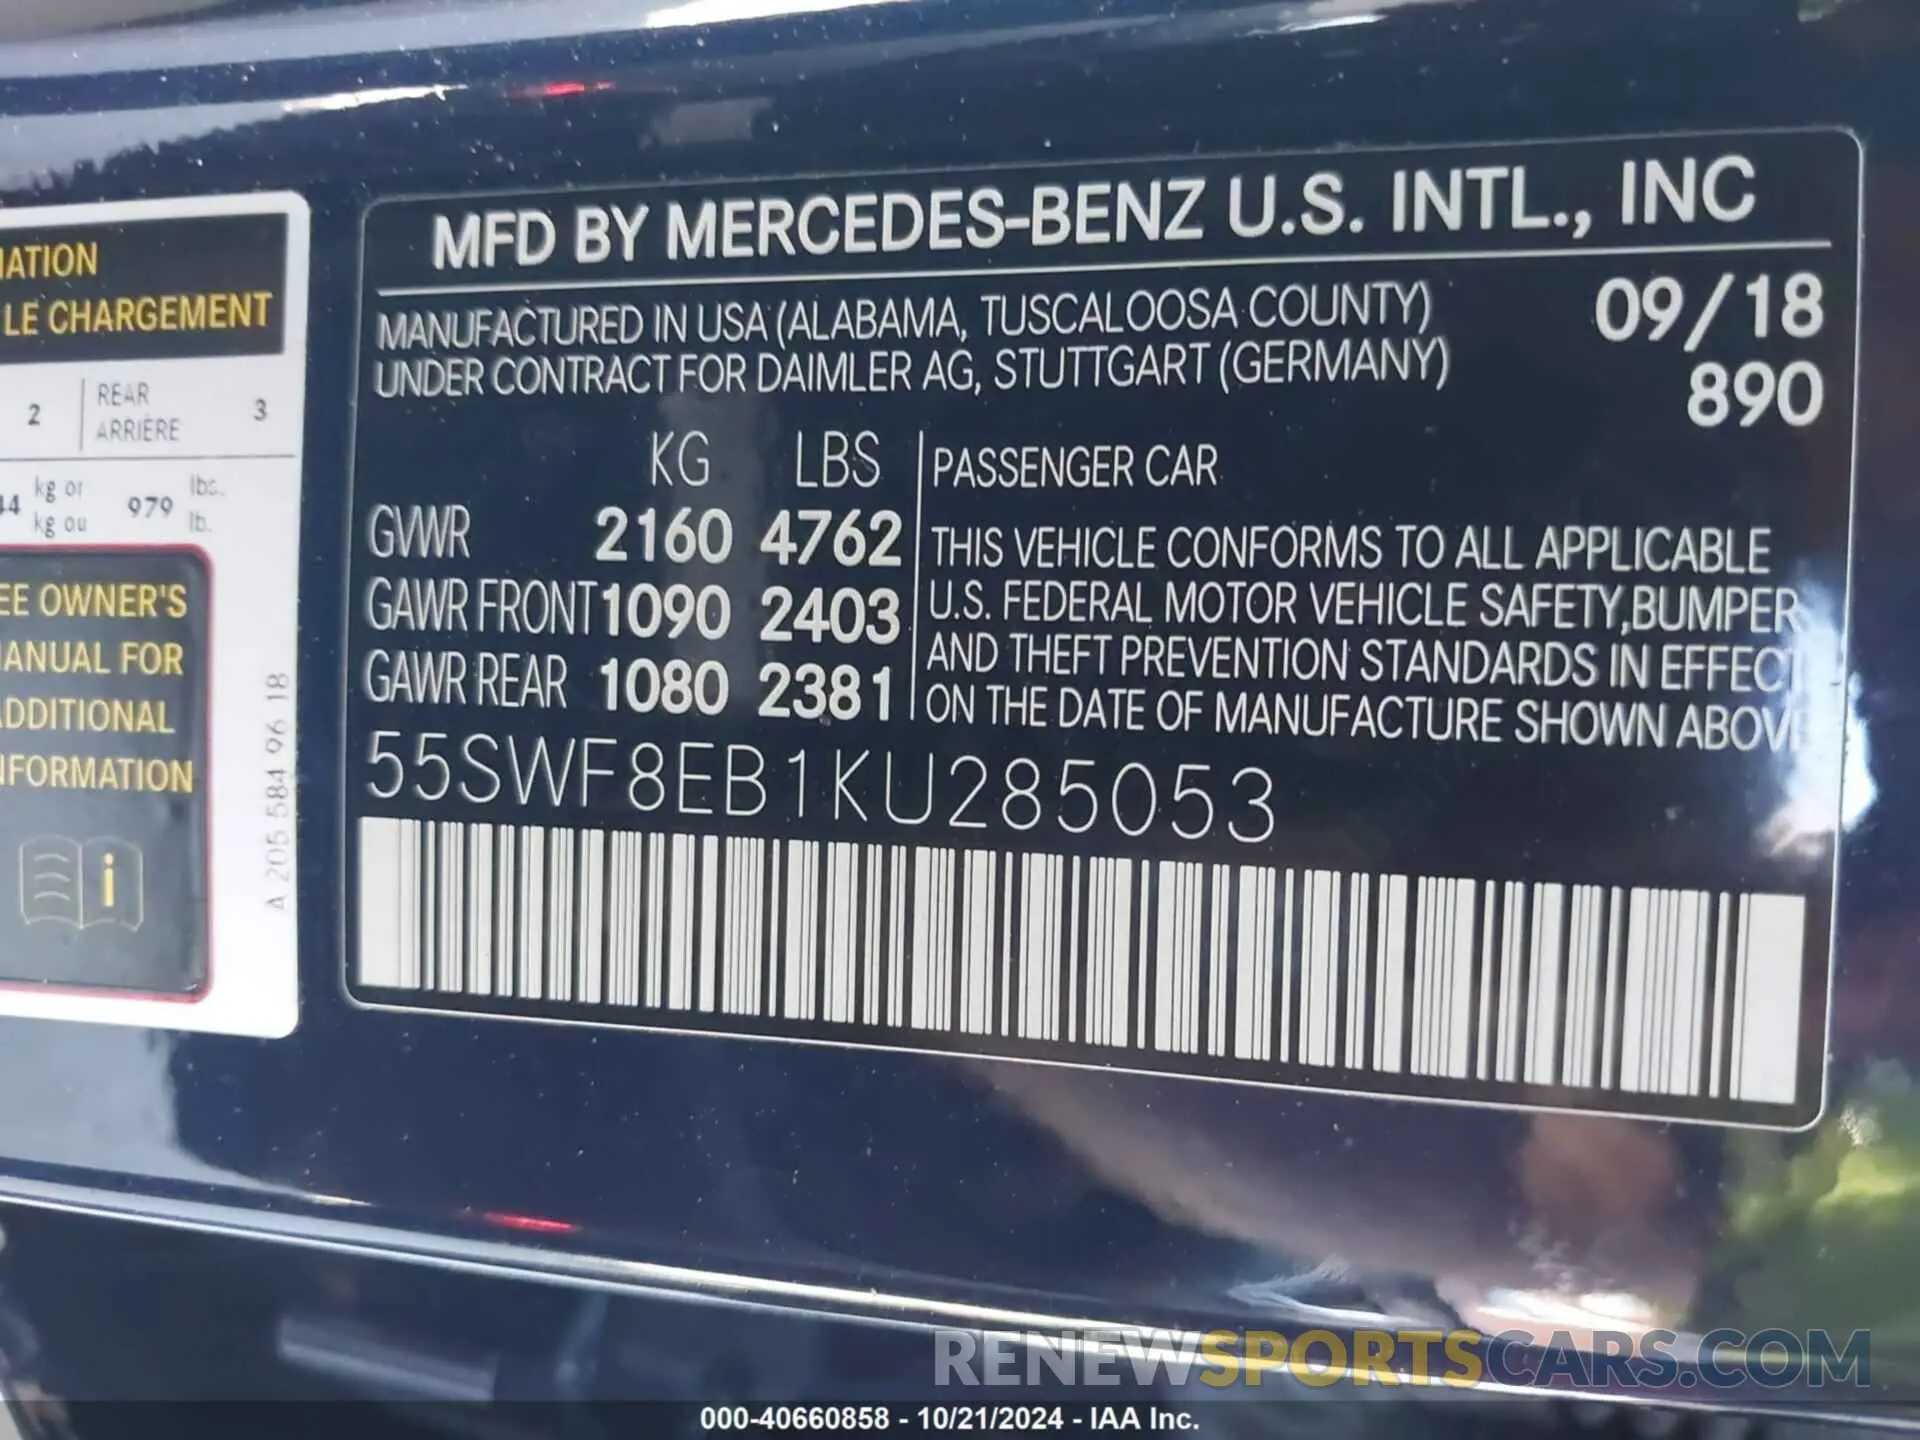 MATION
LE CHARGEMENT
2 REAR ARRIÈRE 3
44 kg or kg ou 979 lbs. lb.
EE OWNER'S
MANUAL FOR
ADDITIONAL
INFORMATION
A 205 584 96 18
MFD BY MERCEDES-BENZ U.S. INTL., INC
MANUFACTURED IN USA (ALABAMA, TUSCALOOSA COUNTY) 09/18
UNDER CONTRACT FOR DAIMLER AG, STUTTGART (GERMANY) 890
KG LBS
GVWR 2160 4762
GAWR FRONT 1090 2403
GAWR REAR 1080 2381
PASSENGER CAR
THIS VEHICLE CONFORMS TO ALL APPLICABLE
U.S. FEDERAL MOTOR VEHICLE SAFETY,BUMPER,
AND THEFT PREVENTION STANDARDS IN EFFECT
ON THE DATE OF MANUFACTURE SHOWN ABOVE
55SWF8EB1KU285053
RENEWSPORTSCARS.COM
000-40660858 - 10/21/2024 - IAA Inc.